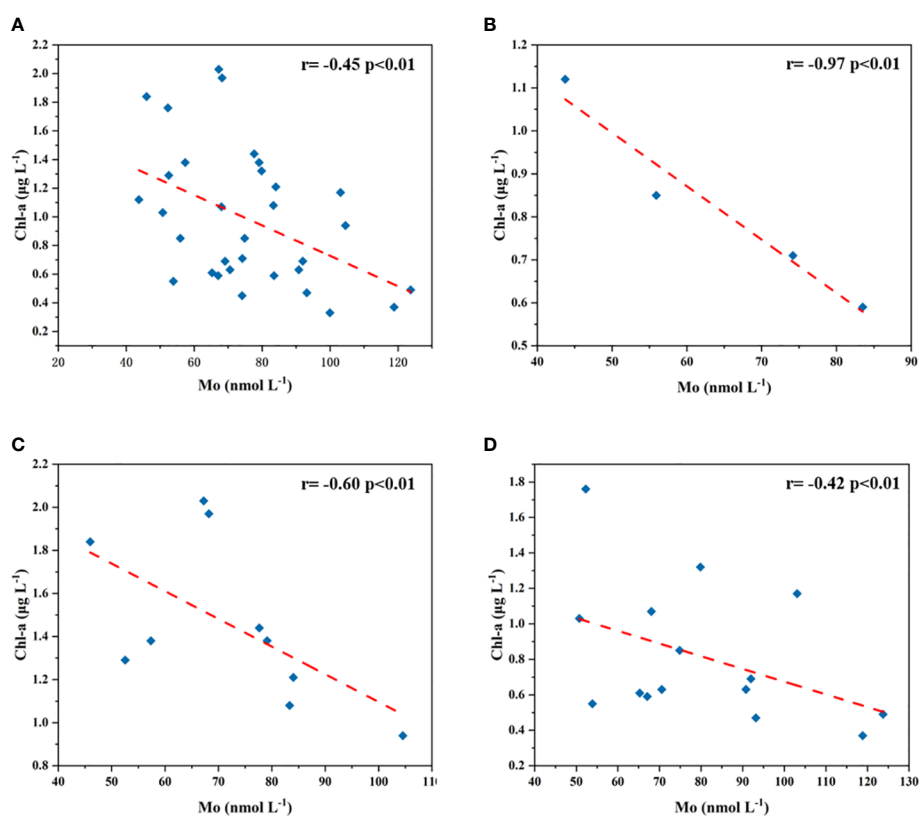 A
r= -0.45 p<0.01
2.2
2.0
1.8
1.6
1.4
1.2
1.0
0.8
0.6
0.4
0.2
Chl-a (μg L⁻¹)
20 40 60 80 100 120
Mo (nmol L⁻¹)
B
r= -0.97 p<0.01
1.2
1.1
1.0
0.9
0.8
0.7
0.6
0.5
Chl-a (μg L⁻¹)
40 50 60 70 80 90
Mo (nmol L⁻¹)
C
r= -0.60 p<0.01
2.2
2.0
1.8
1.6
1.4
1.2
1.0
0.8
Chl-a (μg L⁻¹)
40 50 60 70 80 90 100
Mo (nmol L⁻¹)
D
r= -0.42 p<0.01
1.8
1.6
1.4
1.2
1.0
0.8
0.6
0.4
0.2
Chl-a (μg L⁻¹)
40 50 60 70 80 90 100 110 120 130
Mo (nmol L⁻¹)